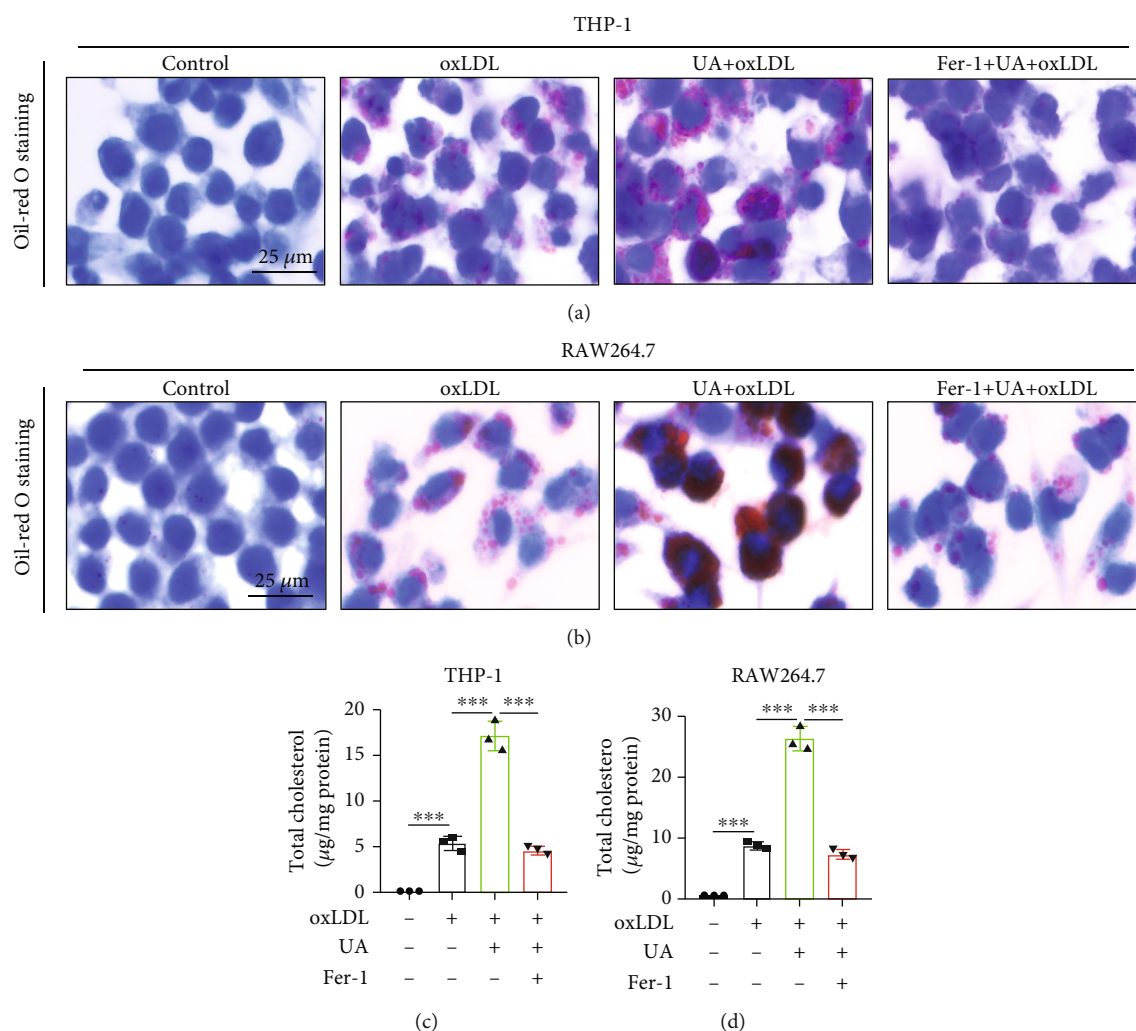 THP-1
Control oxLDL UA+oxLDL Fer-1+UA+oxLDL
Oil-red O staining
25 µm
(a)
RAW264.7
Control oxLDL UA+oxLDL Fer-1+UA+oxLDL
Oil-red O staining
25 µm
(b)
THP-1
Total cholesterol
(µg/mg protein)
20
15
10
5
0
*** *** ***
oxLDL – + + +
UA – – + +
Fer-1 – – – +
(c)
RAW264.7
Total cholestero
(µg/mg protein)
30
20
10
0
*** *** ***
oxLDL – + + +
UA – – + +
Fer-1 – – – +
(d)